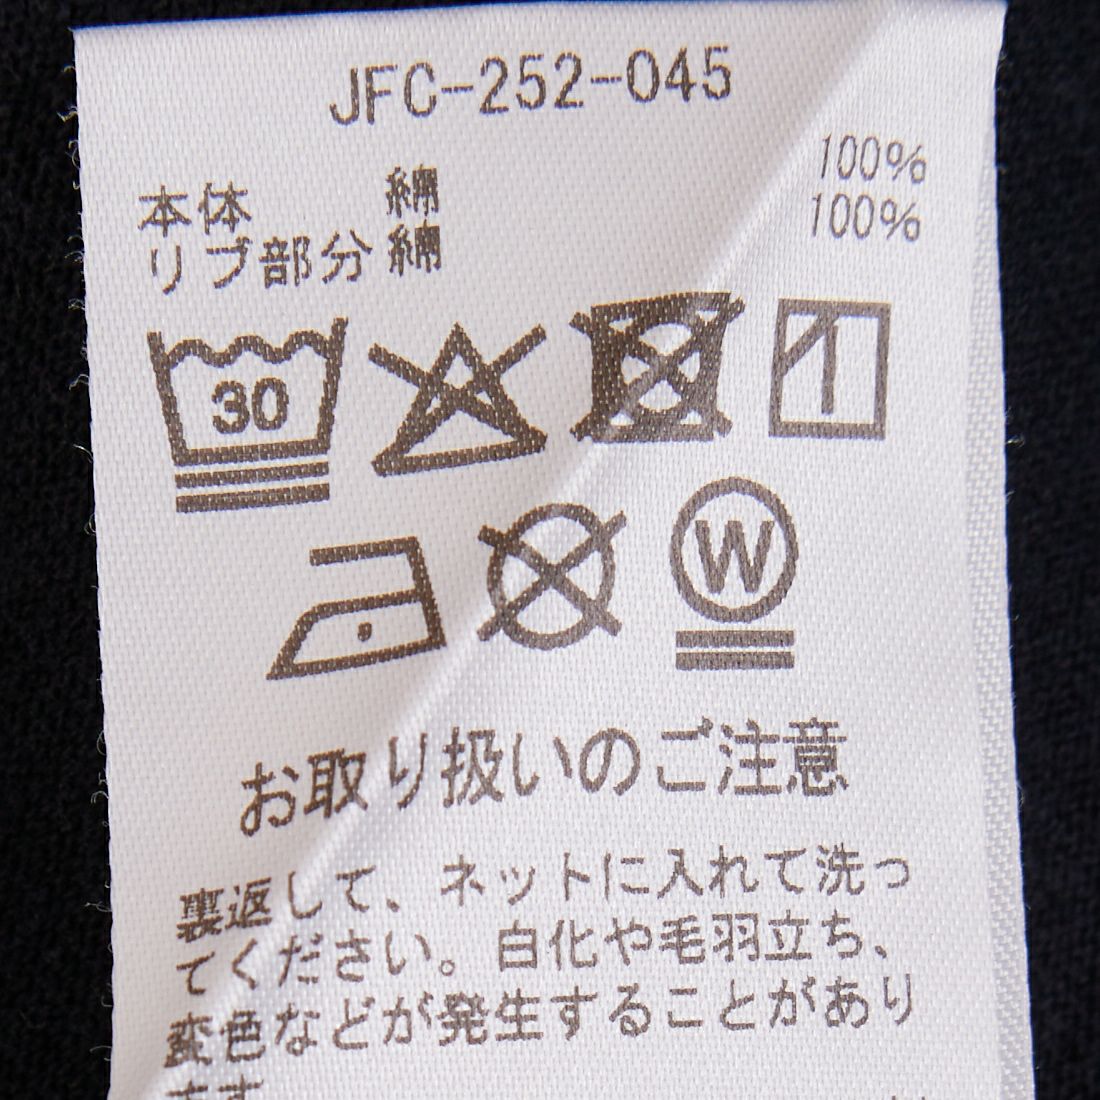 JFC-252-045
本体 綿 100%
リブ部分 綿 100%
30
W
お取り扱いのご注意
裏返して、ネットに入れて洗っ
てください。白化や毛羽立ち、
変色などが発生することがあり
ます